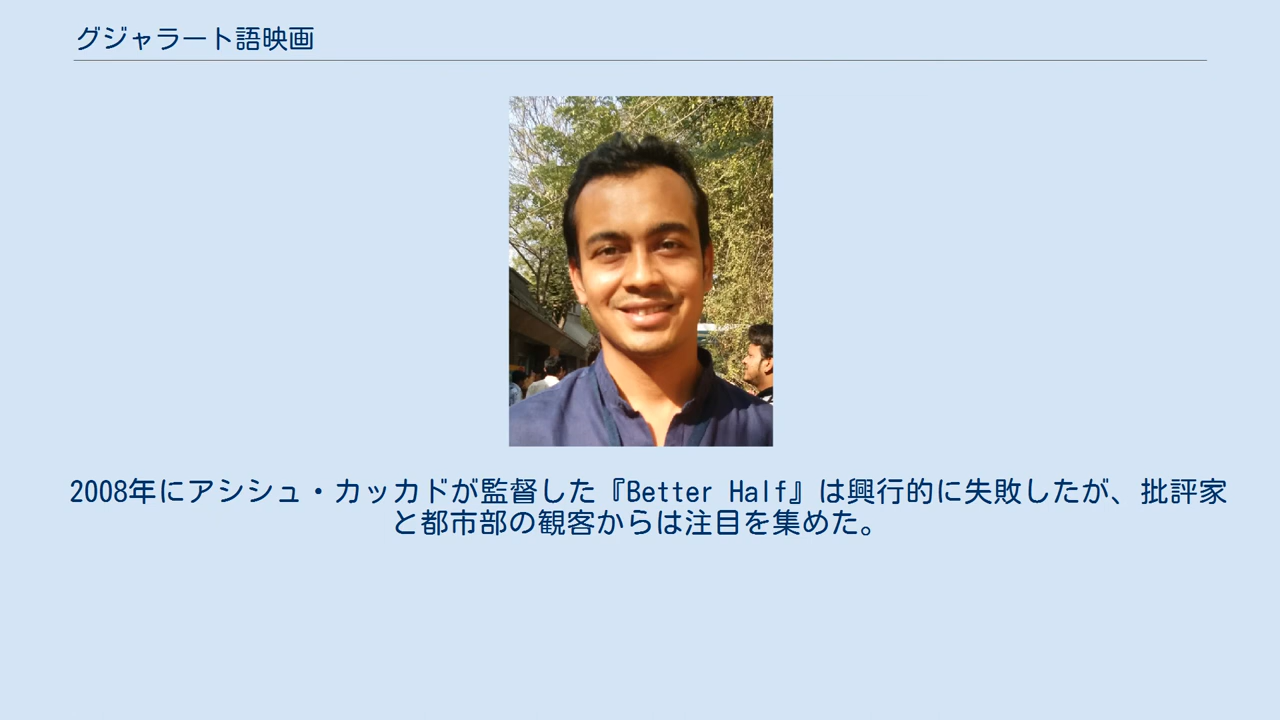 グジャラート語映画
2008年にアシシュ・カッカドが監督した『Better Half』は興行的に失敗したが、批評家
と都市部の観客からは注目を集めた。